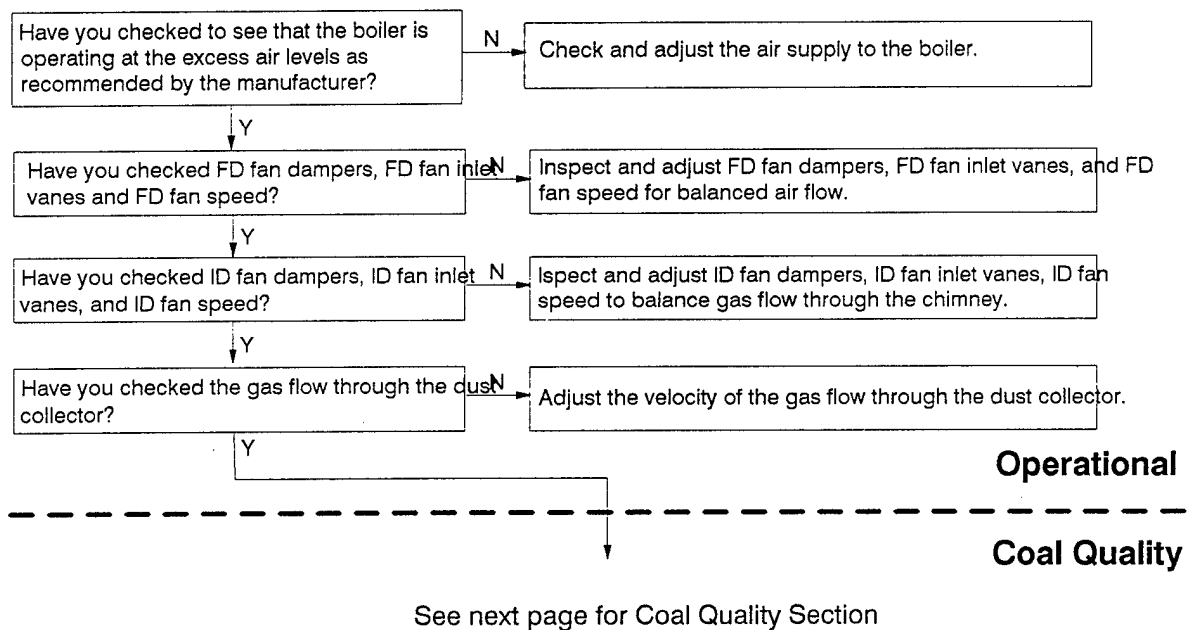 Have you checked to see that the boiler is
operating at the excess air levels as
recommended by the manufacturer?
N
Check and adjust the air supply to the boiler.
Y
Have you checked FD fan dampers, FD fan inlet
vanes and FD fan speed?
N
Inspect and adjust FD fan dampers, FD fan inlet vanes, and FD
fan speed for balanced air flow.
Y
Have you checked ID fan dampers, ID fan inlet
vanes, and ID fan speed?
N
Ispect and adjust ID fan dampers, ID fan inlet vanes, ID fan
speed to balance gas flow through the chimney.
Y
Have you checked the gas flow through the dust
collector?
N
Adjust the velocity of the gas flow through the dust collector.
Y
Operational
Coal Quality
See next page for Coal Quality Section